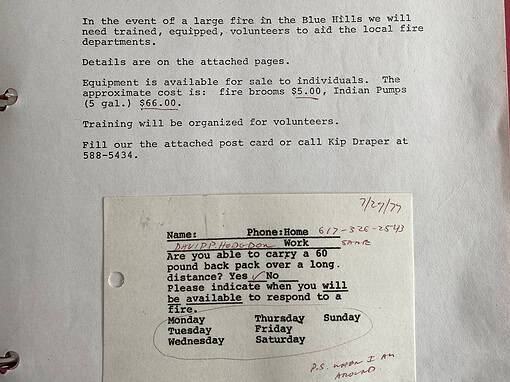 In the event of a large fire in the Blue Hills we will
need trained, equipped, volunteers to aid the local fire
departments.
Details are on the attached pages.
Equipment is available for sale to individuals.  The
approximate cost is:  fire brooms $5.00, Indian Pumps
(5 gal.) $66.00.
Training will be organized for volunteers.
Fill our the attached post card or call Kip Draper at
588-5434.
7/27/77
Name: Phone:Home 617-326-2543
DAVID P. HODGDON Work SAME
Are you able to carry a 60
pound back pack over a long.
distance? Yes ✓ No
Please indicate when you will
be available to respond to a
fire.
Monday Thursday Sunday
Tuesday Friday
Wednesday Saturday
P.S. WHEN I AM
AROUND